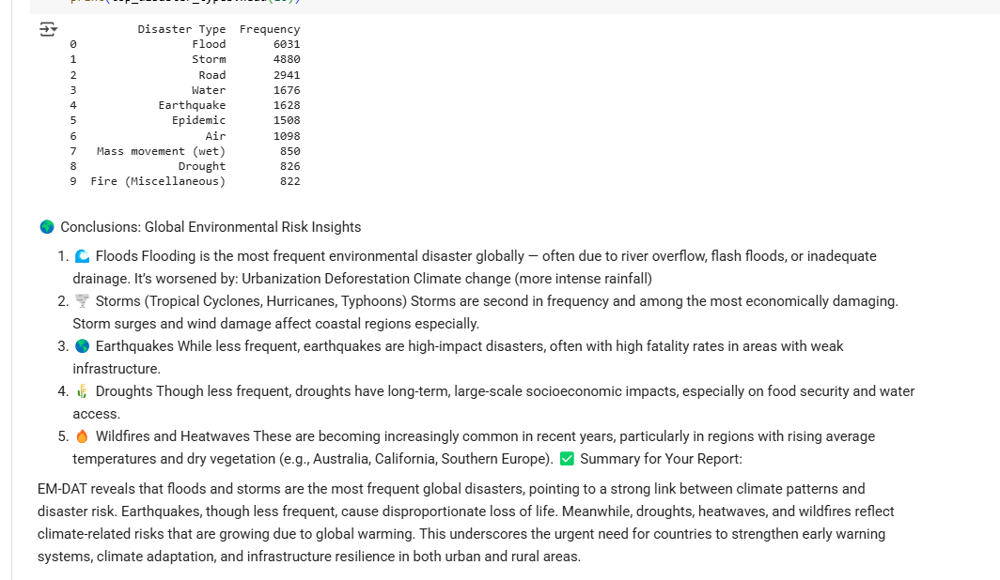 Disaster Type Frequency
0 Flood 6031
1 Storm 4880
2 Road 2941
3 Water 1676
4 Earthquake 1628
5 Epidemic 1508
6 Air 1098
7 Mass movement (wet) 850
8 Drought 826
9 Fire (Miscellaneous) 822
🌍 Conclusions: Global Environmental Risk Insights
1. 🌊 Floods Flooding is the most frequent environmental disaster globally — often due to river overflow, flash floods, or inadequate
drainage. It’s worsened by: Urbanization Deforestation Climate change (more intense rainfall)
2. 🌪 Storms (Tropical Cyclones, Hurricanes, Typhoons) Storms are second in frequency and among the most economically damaging.
Storm surges and wind damage affect coastal regions especially.
3. 🌎 Earthquakes While less frequent, earthquakes are high-impact disasters, often with high fatality rates in areas with weak
infrastructure.
4. 🌾 Droughts Though less frequent, droughts have long-term, large-scale socioeconomic impacts, especially on food security and water
access.
5. 🔥 Wildfires and Heatwaves These are becoming increasingly common in recent years, particularly in regions with rising average
temperatures and dry vegetation (e.g., Australia, California, Southern Europe). ✅ Summary for Your Report:
EM-DAT reveals that floods and storms are the most frequent global disasters, pointing to a strong link between climate patterns and
disaster risk. Earthquakes, though less frequent, cause disproportionate loss of life. Meanwhile, droughts, heatwaves, and wildfires reflect
climate-related risks that are growing due to global warming. This underscores the urgent need for countries to strengthen early warning
systems, climate adaptation, and infrastructure resilience in both urban and rural areas.